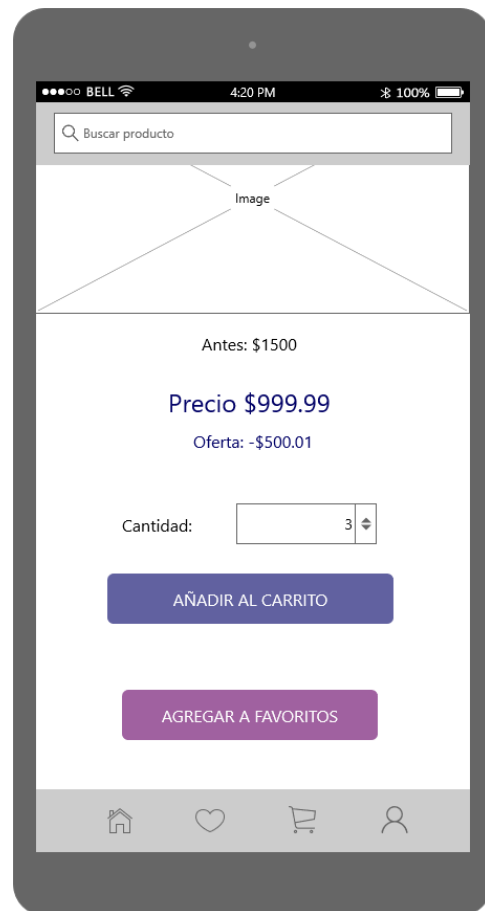 BELL 4:20 PM 100%
Buscar producto
Image
Antes: $1500
Precio $999.99
Oferta: -$500.01
Cantidad: 3
AÑADIR AL CARRITO
AGREGAR A FAVORITOS